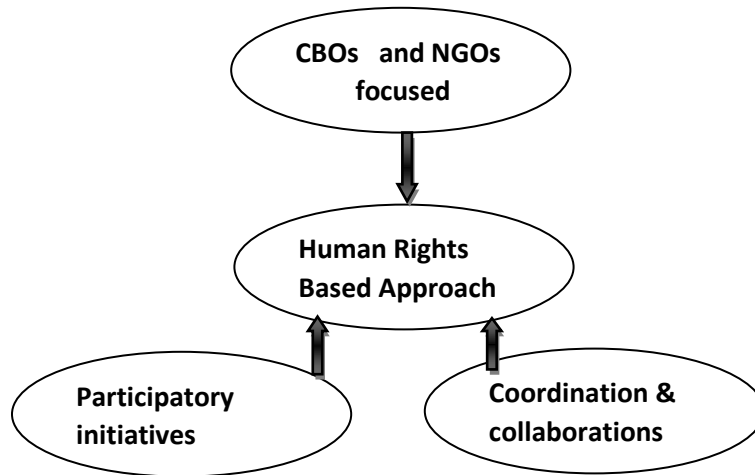 CBOs and NGOs
focused
Human Rights
Based Approach
Participatory
initiatives
Coordination &
collaborations